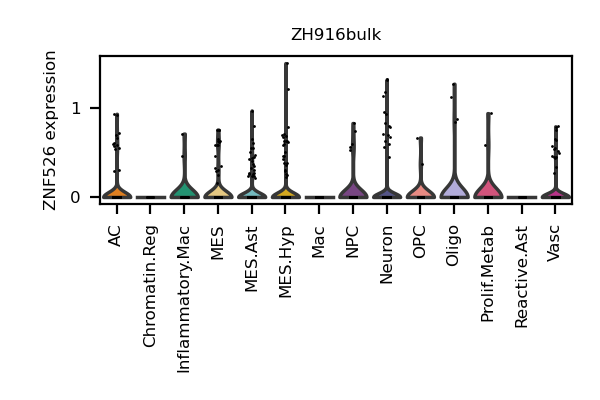 ZH916bulk
ZNF526 expression
1
0
AC
Chromatin.Reg
Inflammatory.Mac
MES
MES.Ast
MES.Hyp
Mac
NPC
Neuron
OPC
Oligo
Prolif.Metab
Reactive.Ast
Vasc